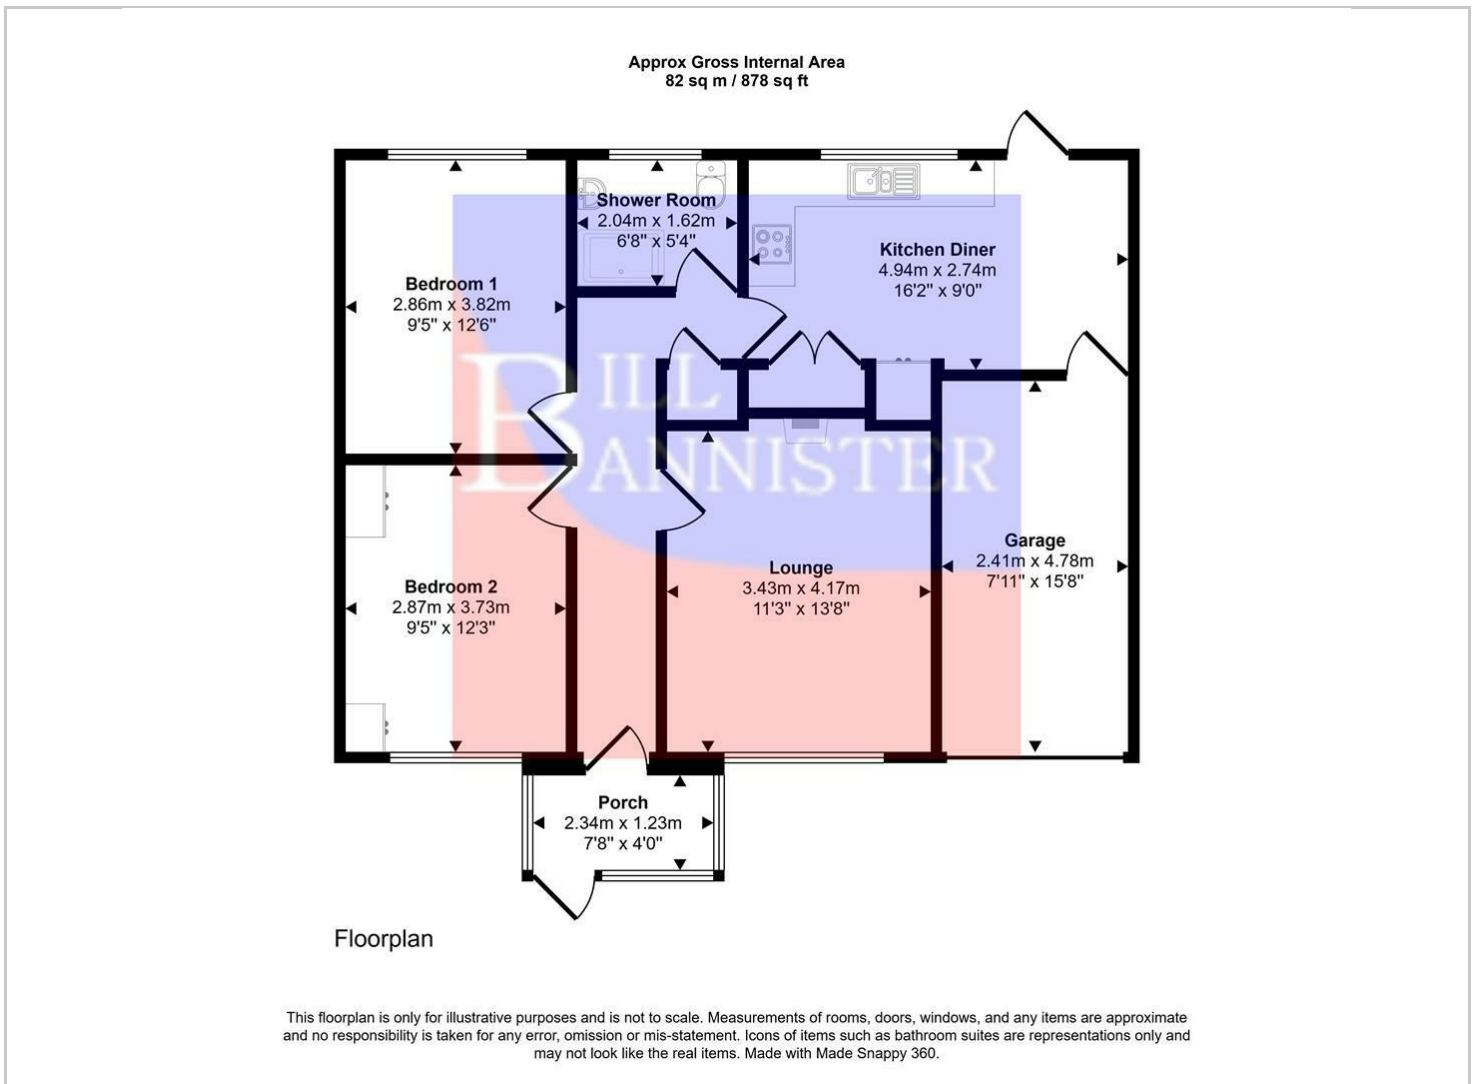 Approx Gross Internal Area
82 sq m / 878 sq ft
Shower Room
2.04m x 1.62m
6'8" x 5'4"
Kitchen Diner
4.94m x 2.74m
16'2" x 9'0"
Bedroom 1
2.86m x 3.82m
9'5" x 12'6"
BILL
BANNISTER
Garage
2.41m x 4.78m
7'11" x 15'8"
Lounge
3.43m x 4.17m
11'3" x 13'8"
Bedroom 2
2.87m x 3.73m
9'5" x 12'3"
Porch
2.34m x 1.23m
7'8" x 4'0"
Floorplan
This floorplan is only for illustrative purposes and is not to scale. Measurements of rooms, doors, windows, and any items are approximate
and no responsibility is taken for any error, omission or mis-statement. Icons of items such as bathroom suites are representations only and
may not look like the real items. Made with Made Snappy 360.